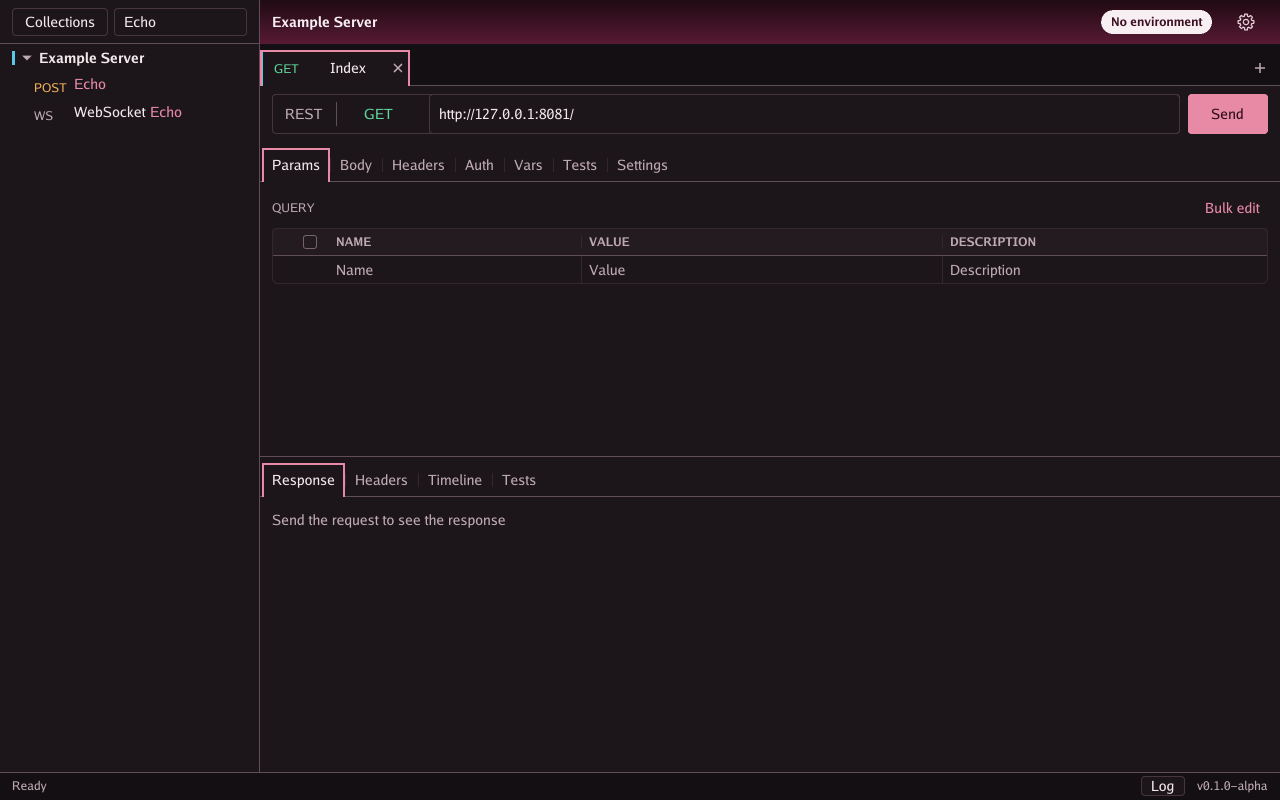 Collections
Echo
Example Server
No environment
Example Server
POST Echo
WS WebSocket Echo
GET Index
REST GET http://127.0.0.1:8081/ Send
Params Body Headers Auth Vars Tests Settings
QUERY Bulk edit
NAME VALUE DESCRIPTION
Name Value Description
Response Headers Timeline Tests
Send the request to see the response
Ready Log v0.1.0-alpha